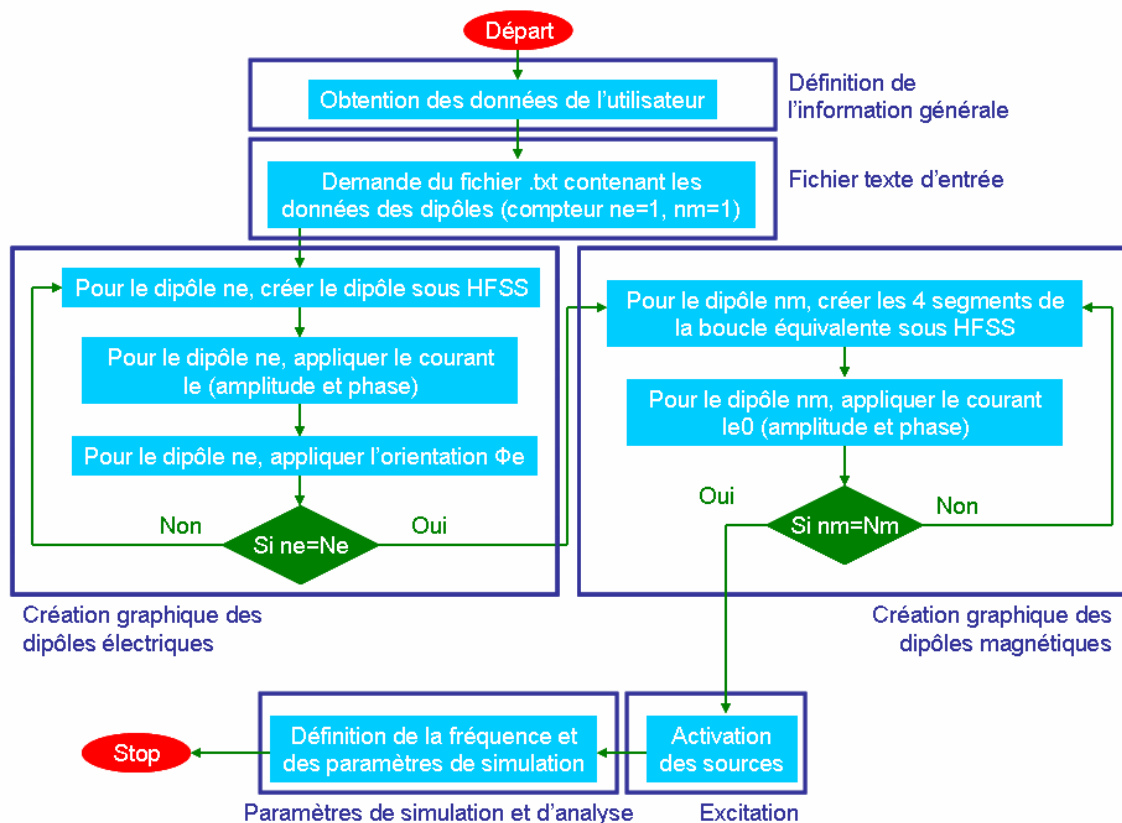 Départ
Obtention des données de l’utilisateur
Définition de
l’information générale
Demande du fichier .txt contenant les
données des dipôles (compteur ne=1, nm=1)
Fichier texte d’entrée
Pour le dipôle ne, créer le dipôle sous HFSS
Pour le dipôle ne, appliquer le courant
Ie (amplitude et phase)
Pour le dipôle ne, appliquer l’orientation Φe
Non
Oui
Si ne=Ne
Création graphique des
dipôles électriques
Pour le dipôle nm, créer les 4 segments de
la boucle équivalente sous HFSS
Pour le dipôle nm, appliquer le courant
Ie0 (amplitude et phase)
Oui
Non
Si nm=Nm
Création graphique des
dipôles magnétiques
Activation
des sources
Excitation
Définition de la fréquence et
des paramètres de simulation
Paramètres de simulation et d’analyse
Stop